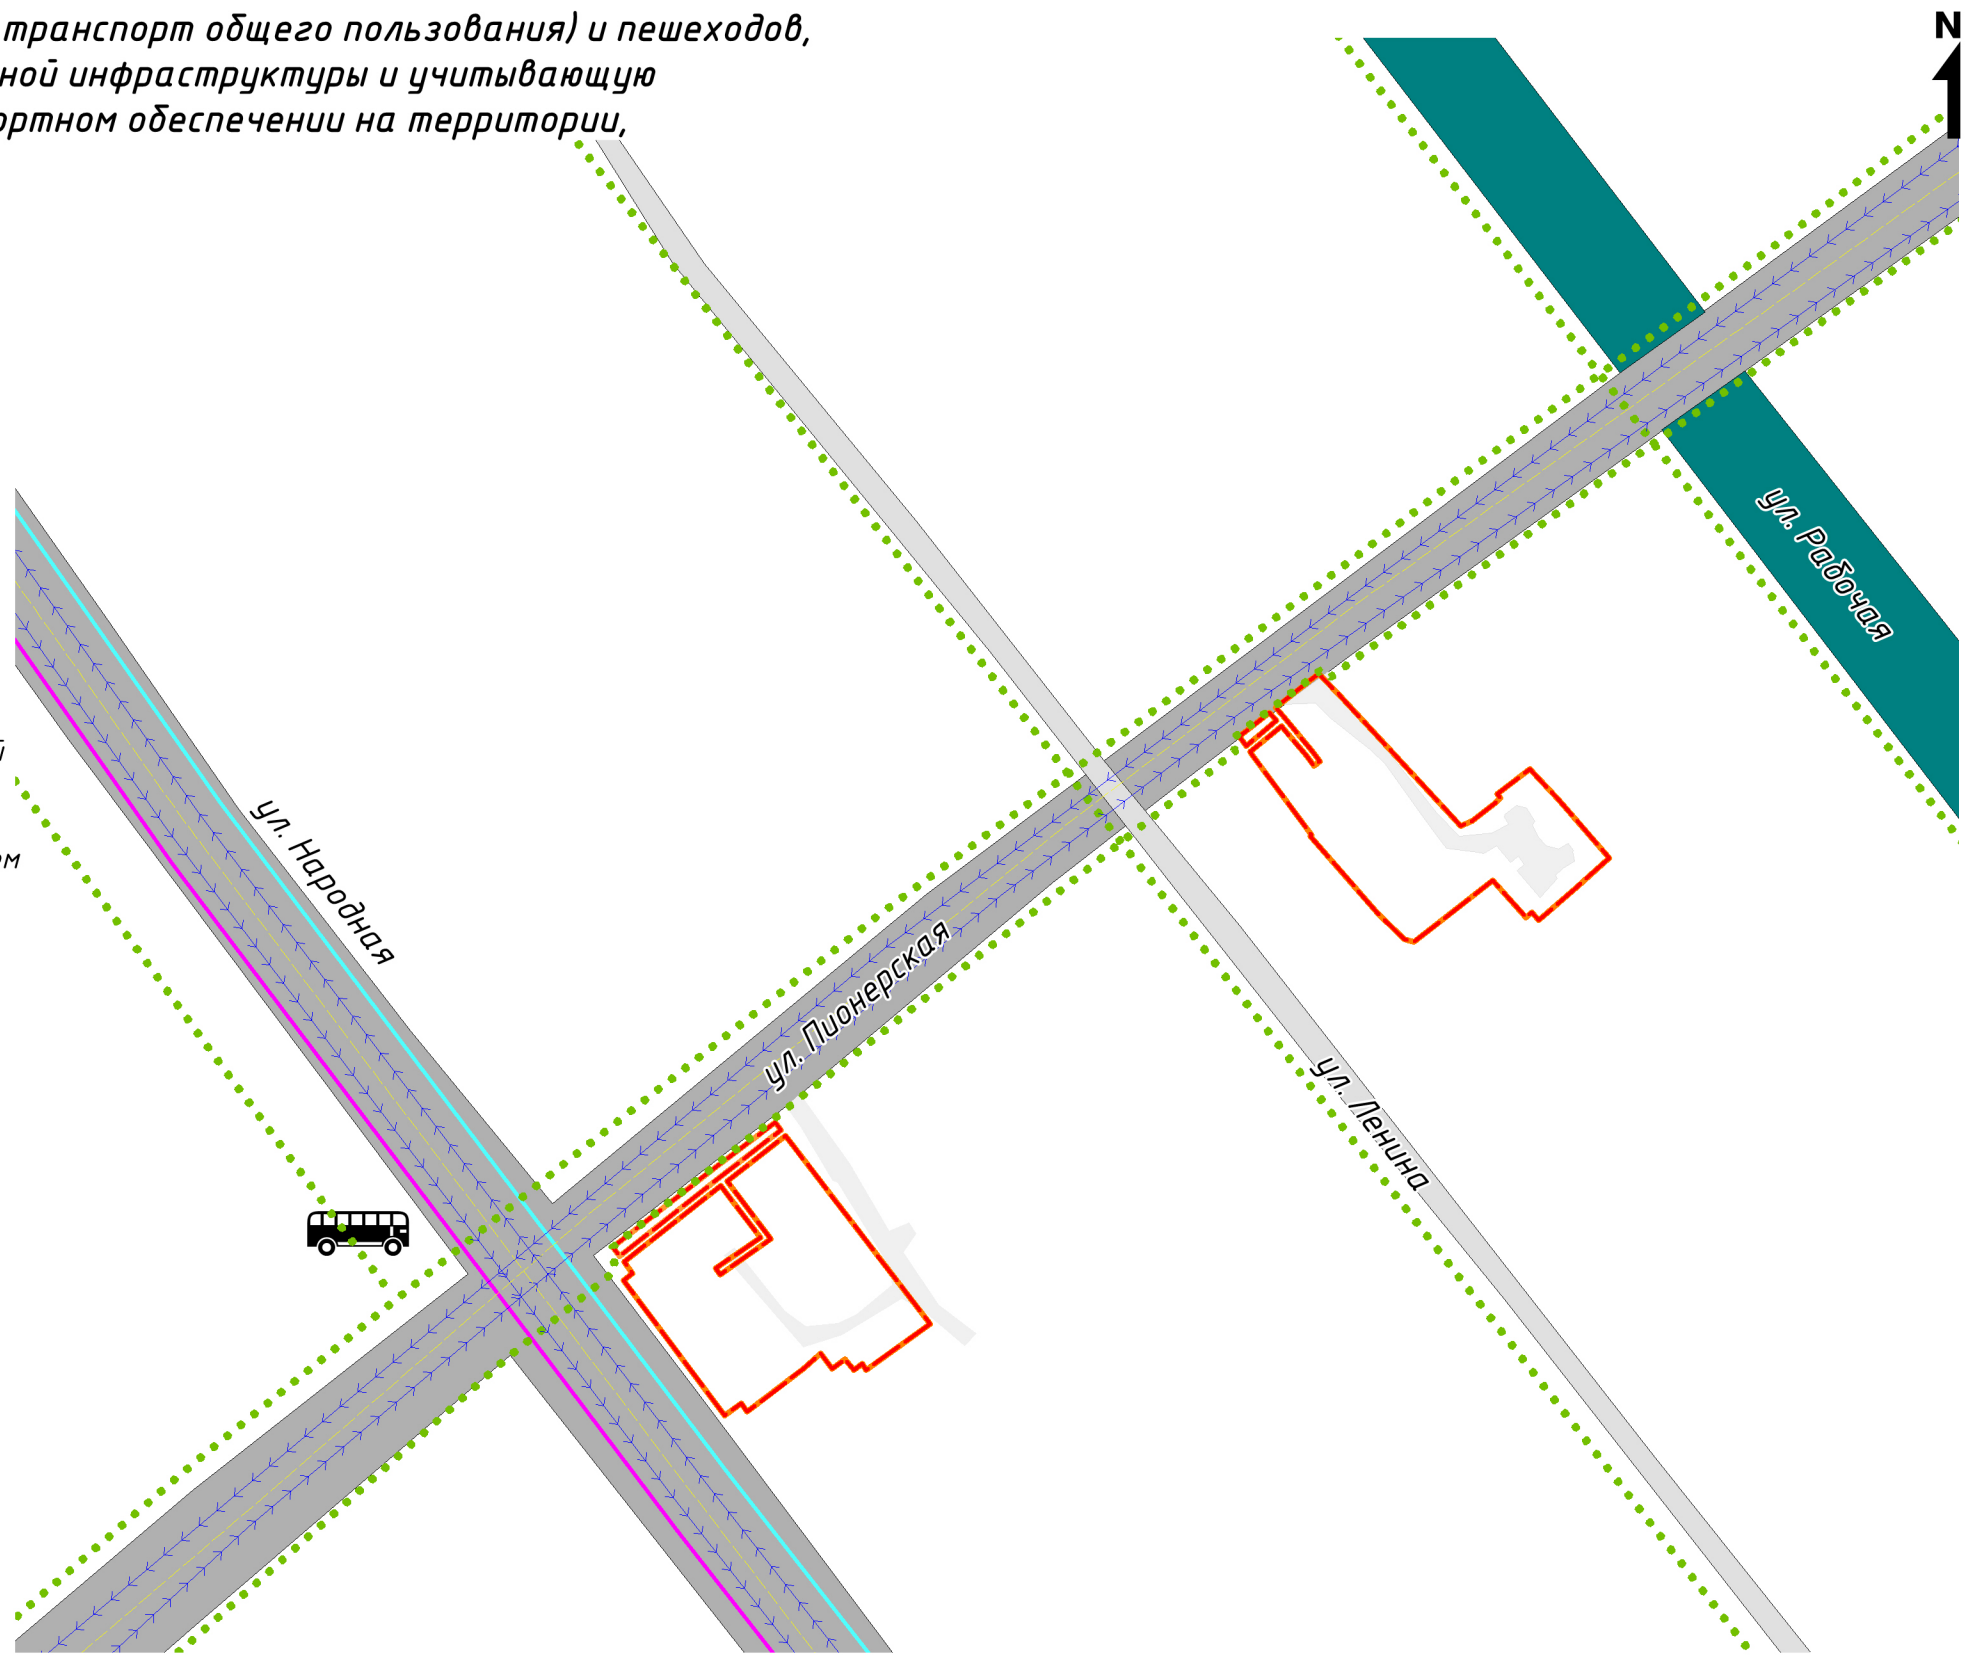 транспорт общего пользования) и пешеходов,
ной инфраструктуры и учитывающую
ортном обеспечении на территории,
N
ул. Рабочая
й
ул. Народная
ом
ул. Пионерская
ул. Ленина